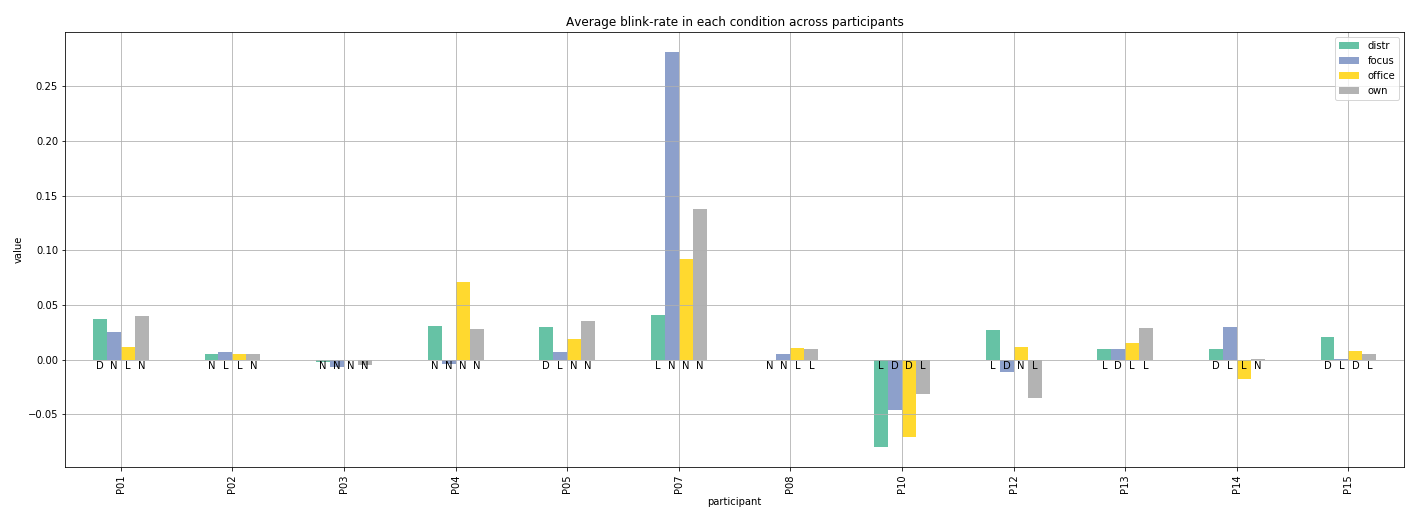 Average blink-rate in each condition across participants
distr
focus
office
own
value
0.25
0.20
0.15
0.10
0.05
0.00
−0.05
D N L N N L L N N N N N N N N N D L N N L N N N N N L L L D D L L D N L L D L L D L L N D L D L
P01 P02 P03 P04 P05 P07 P08 P10 P12 P13 P14 P15
participant